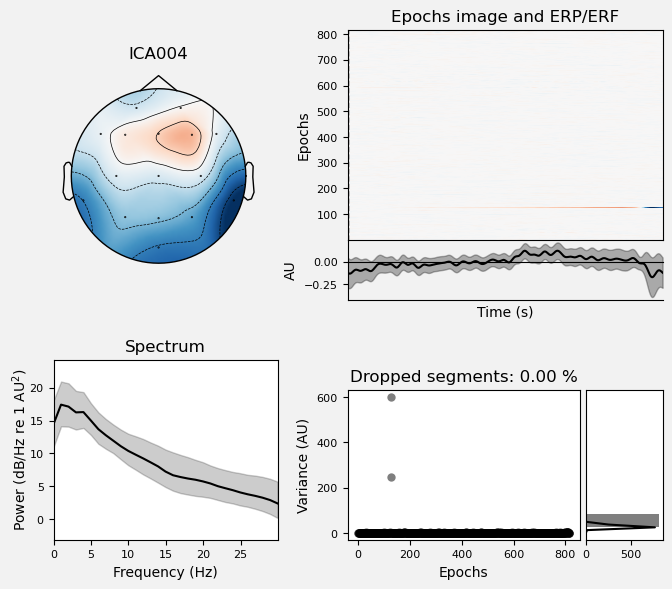 ICA004
Epochs image and ERP/ERF
Epochs
800
700
600
500
400
300
200
100
AU
0.00
−0.25
Time (s)
Spectrum
Power (dB/Hz re 1 AU²)
20
15
10
5
0
0 5 10 15 20 25
Frequency (Hz)
Dropped segments: 0.00 %
Variance (AU)
600
400
200
0
0 200 400 600 800
Epochs
0 500